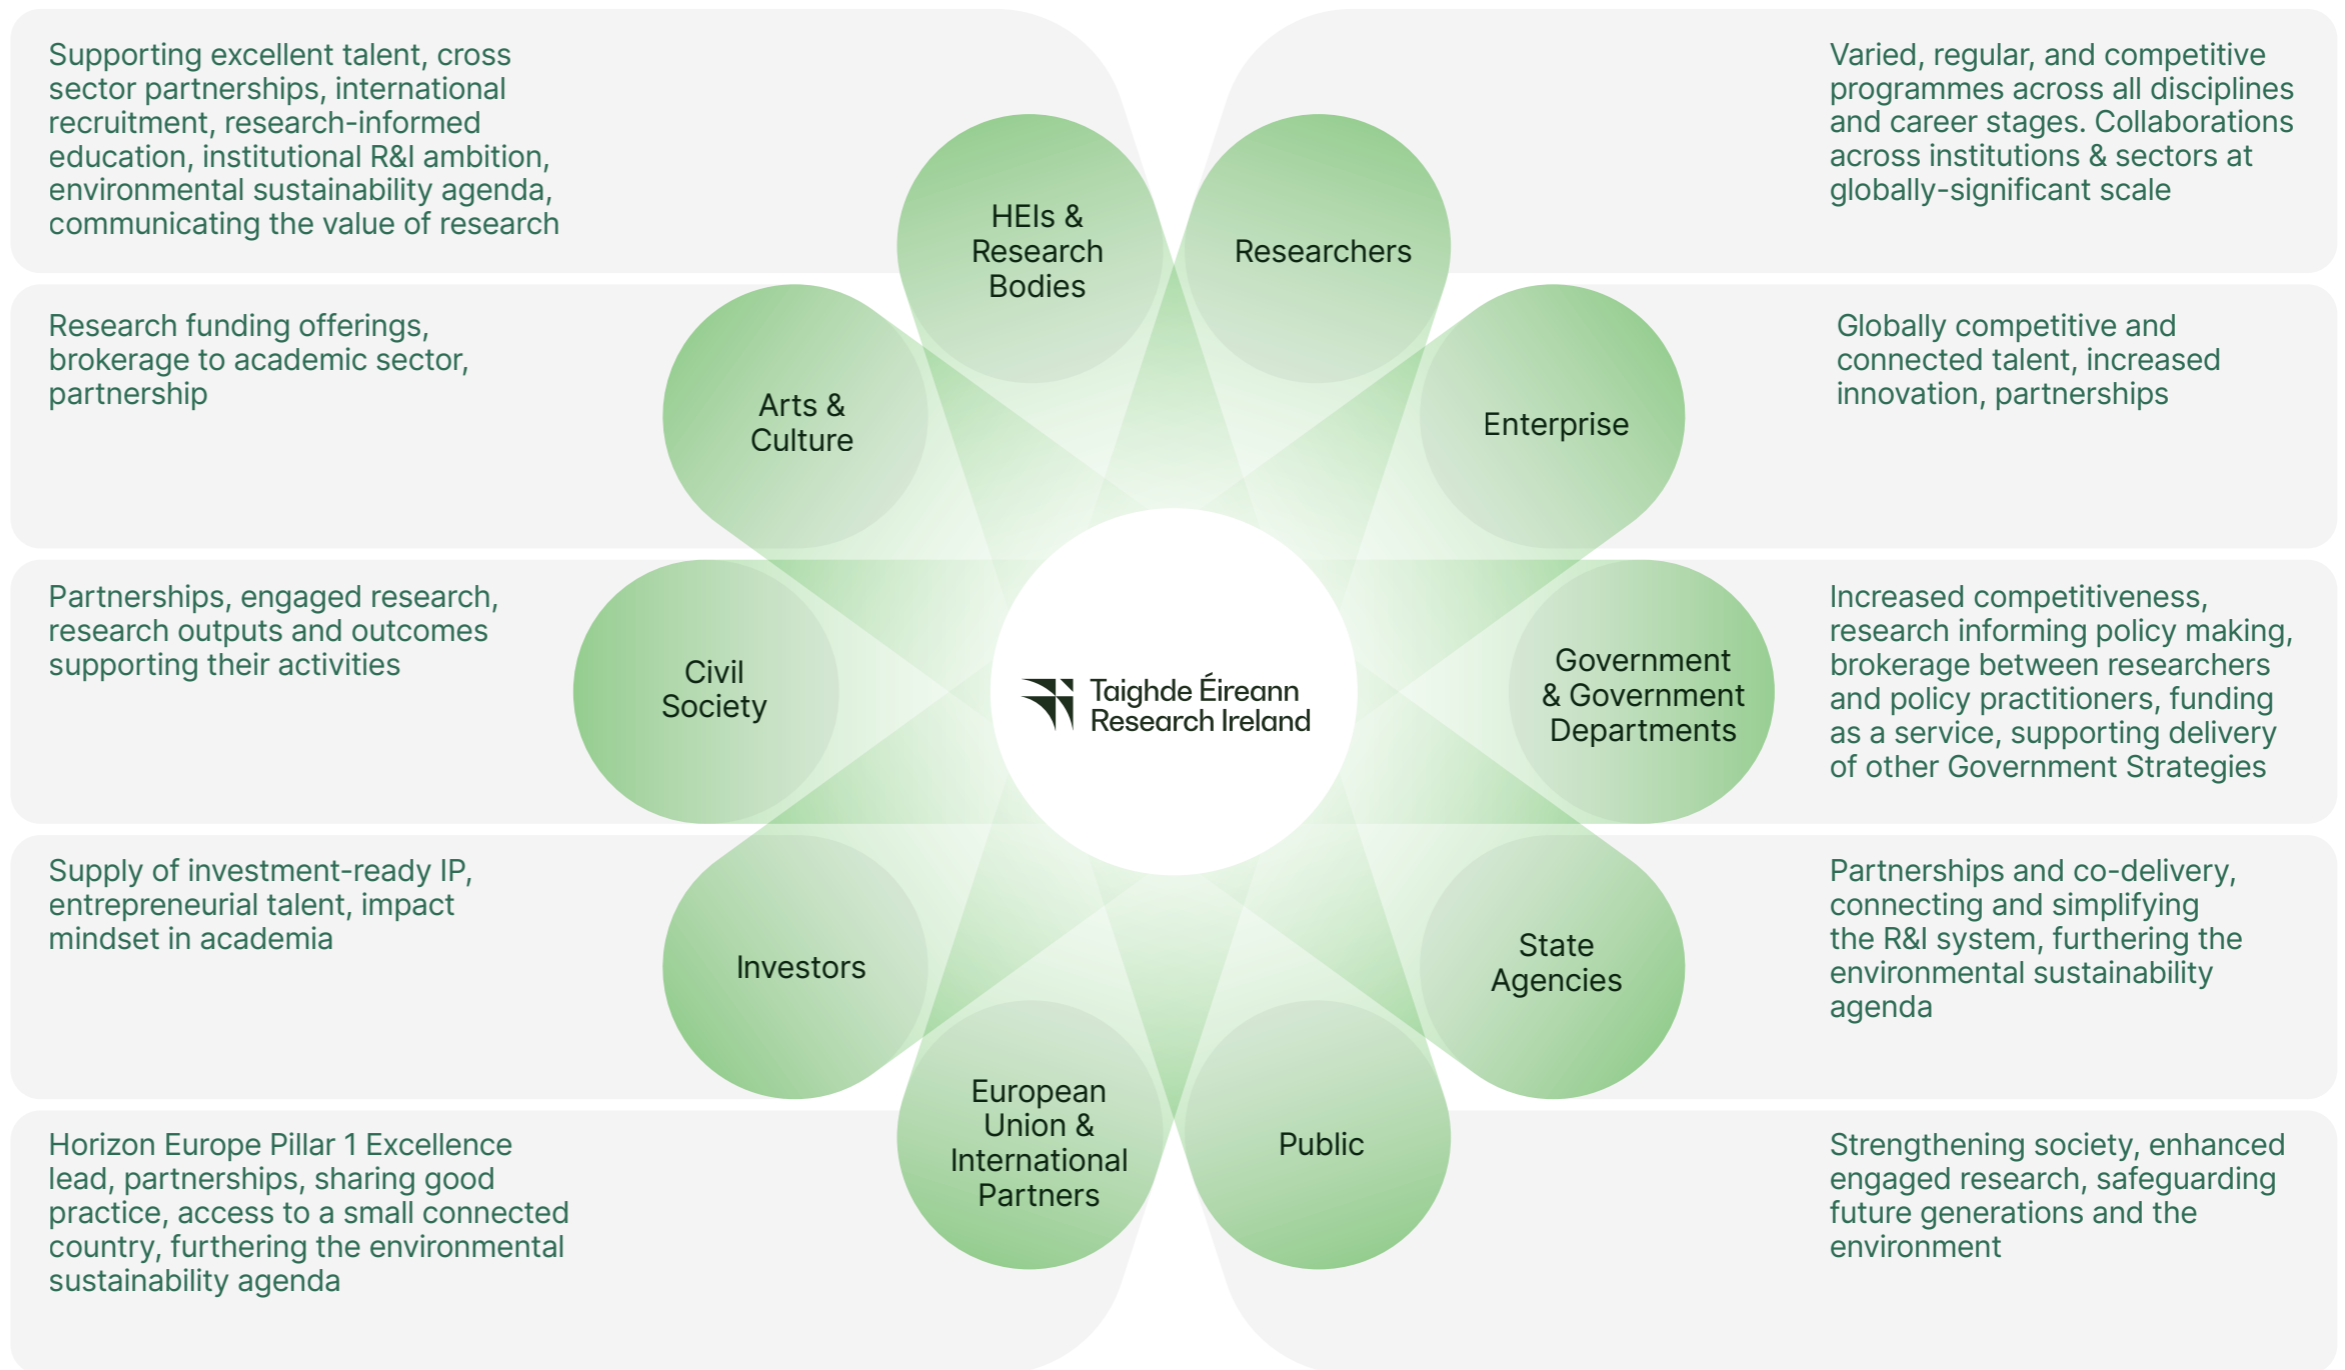 Supporting excellent talent, cross
sector partnerships, international
recruitment, research-informed
education, institutional R&I ambition,
environmental sustainability agenda,
communicating the value of research
HEIs &
Research
Bodies
Researchers
Varied, regular, and competitive
programmes across all disciplines
and career stages. Collaborations
across institutions & sectors at
globally-significant scale
Research funding offerings,
brokerage to academic sector,
partnership
Arts &
Culture
Enterprise
Globally competitive and
connected talent, increased
innovation, partnerships
Partnerships, engaged research,
research outputs and outcomes
supporting their activities
Civil
Society
Taighde Éireann
Research Ireland
Government
& Government
Departments
Increased competitiveness,
research informing policy making,
brokerage between researchers
and policy practitioners, funding
as a service, supporting delivery
of other Government Strategies
Supply of investment-ready IP,
entrepreneurial talent, impact
mindset in academia
Investors
State
Agencies
Partnerships and co-delivery,
connecting and simplifying
the R&I system, furthering the
environmental sustainability
agenda
Horizon Europe Pillar 1 Excellence
lead, partnerships, sharing good
practice, access to a small connected
country, furthering the environmental
sustainability agenda
European
Union &
International
Partners
Public
Strengthening society, enhanced
engaged research, safeguarding
future generations and the
environment